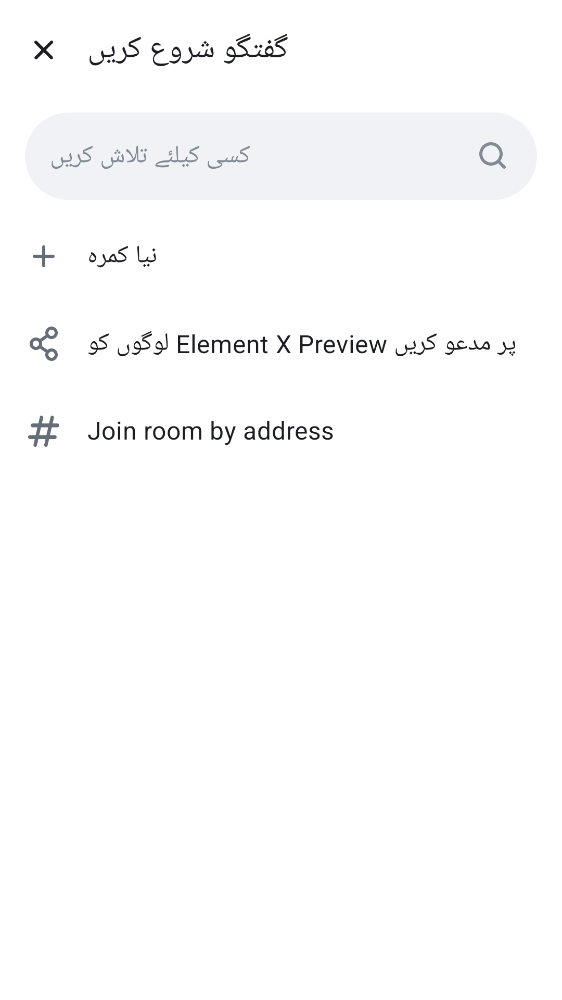 گفتگو شروع کریں
کسی کیلئے تلاش کریں
نیا کمرہ
لوگوں کو Element X Preview پر مدعو کریں
Join room by address